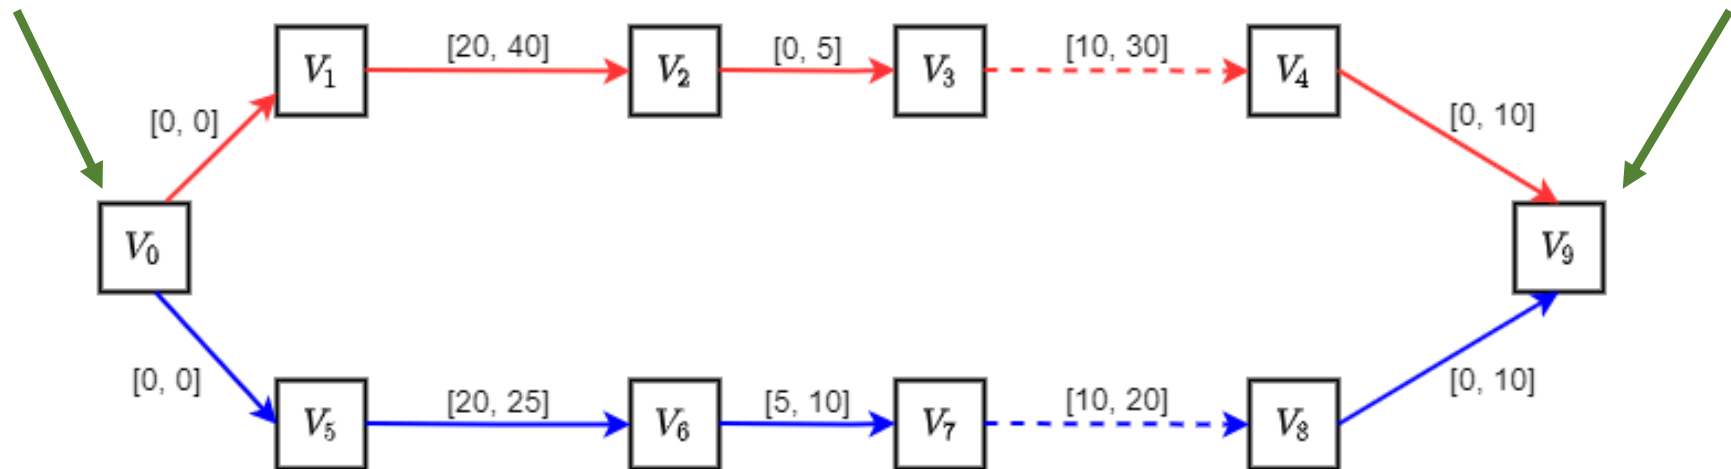 V1 [20, 40] V2 [0, 5] V3 [10, 30] V4
[0, 0] [0, 10]
V0 V9
[0, 0] [0, 10]
V5 [20, 25] V6 [5, 10] V7 [10, 20] V8